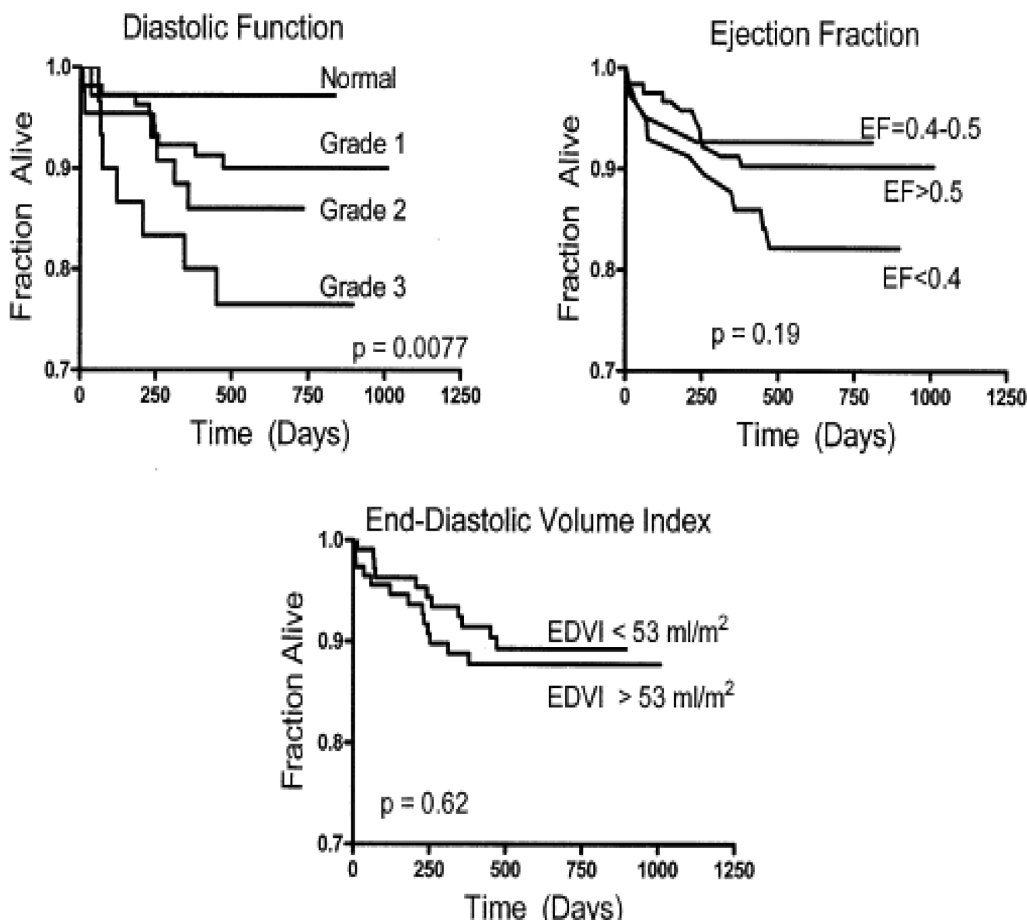 Diastolic Function
Fraction Alive
1.0
0.9
0.8
0.7
Normal
Grade 1
Grade 2
Grade 3
p = 0.0077
0 250 500 750 1000 1250
Time (Days)
Ejection Fraction
Fraction Alive
1.0
0.9
0.8
0.7
EF=0.4-0.5
EF>0.5
EF<0.4
p = 0.19
0 250 500 750 1000 1250
Time (Days)
End-Diastolic Volume Index
Fraction Alive
1.0
0.9
0.8
0.7
EDVI < 53 ml/m²
EDVI > 53 ml/m²
p = 0.62
0 250 500 750 1000 1250
Time (Days)